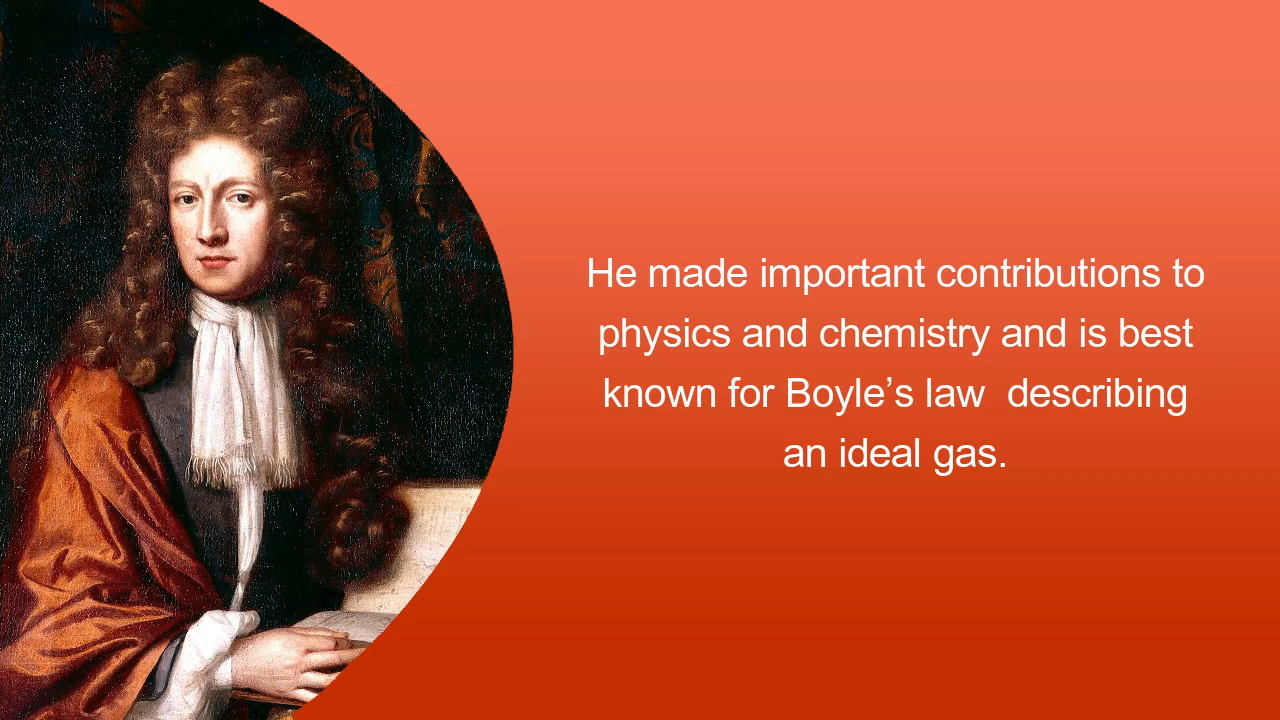 He made important contributions to
physics and chemistry and is best
known for Boyle’s law  describing
an ideal gas.